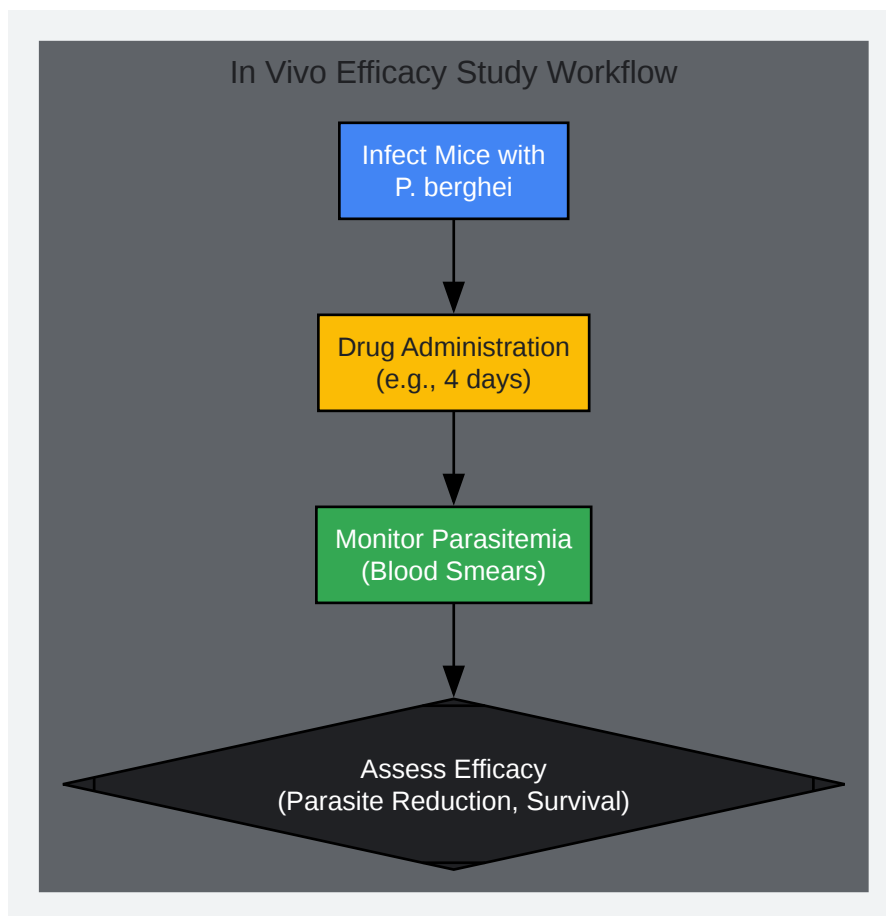 In Vivo Efficacy Study Workflow
Infect Mice with
P. berghei
Drug Administration
(e.g., 4 days)
Monitor Parasitemia
(Blood Smears)
Assess Efficacy
(Parasite Reduction, Survival)